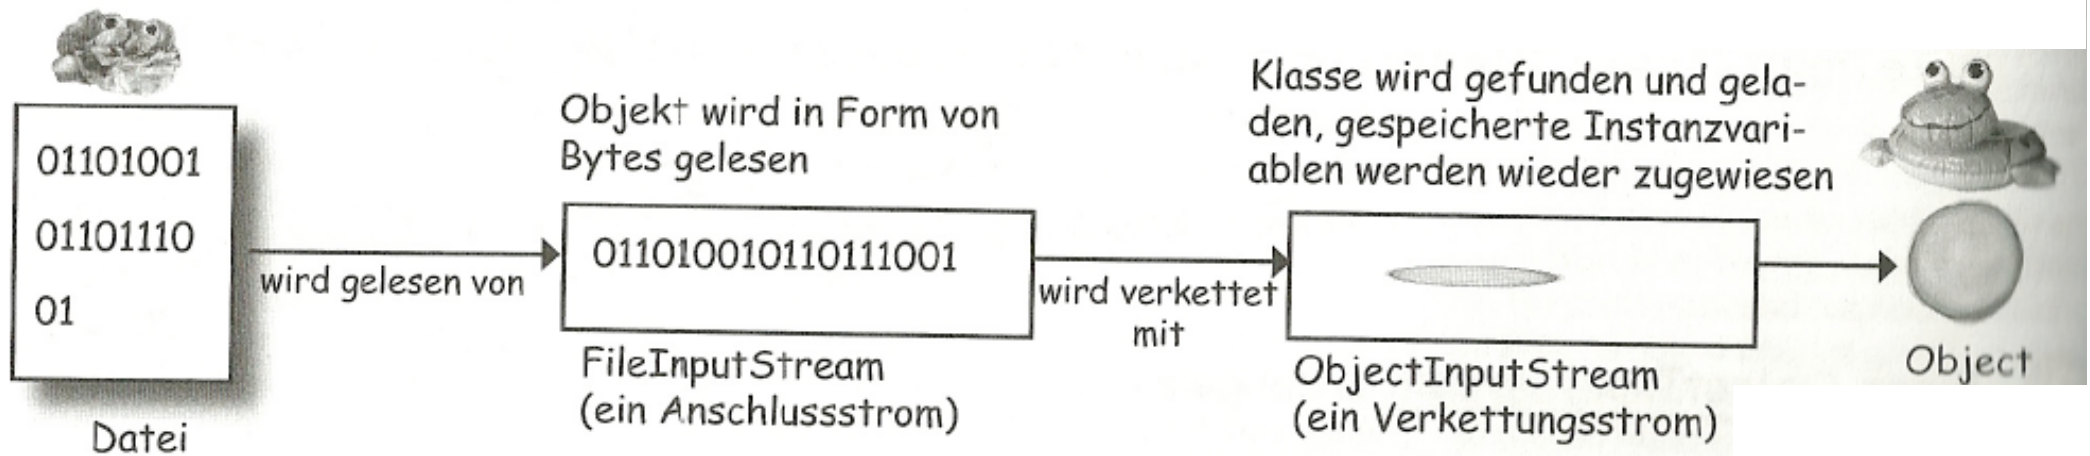 01101001
01101110
01
Datei
wird gelesen von
Objekt wird in Form von
Bytes gelesen
011010010110111001
FileInputStream
(ein Anschlussstrom)
wird verkettet
mit
Klasse wird gefunden und gela-
den, gespeicherte Instanzvari-
ablen werden wieder zugewiesen
ObjectInputStream
(ein Verkettungsstrom)
Object